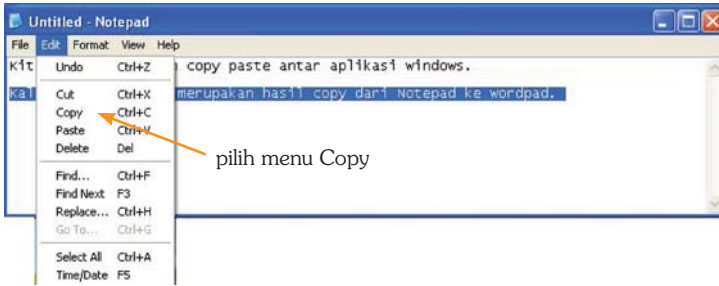 Untitled - Notepad
File Edit Format View Help
Kit copy paste antar aplikasi windows.
Kal merupakan hasil copy dari Notepad ke wordpad.
Undo Ctrl+Z
Cut Ctrl+X
Copy Ctrl+C
Paste Ctrl+V
Delete Del
pilih menu Copy
Find... Ctrl+F
Find Next F3
Replace... Ctrl+H
Go To... Ctrl+G
Select All Ctrl+A
Time/Date F5